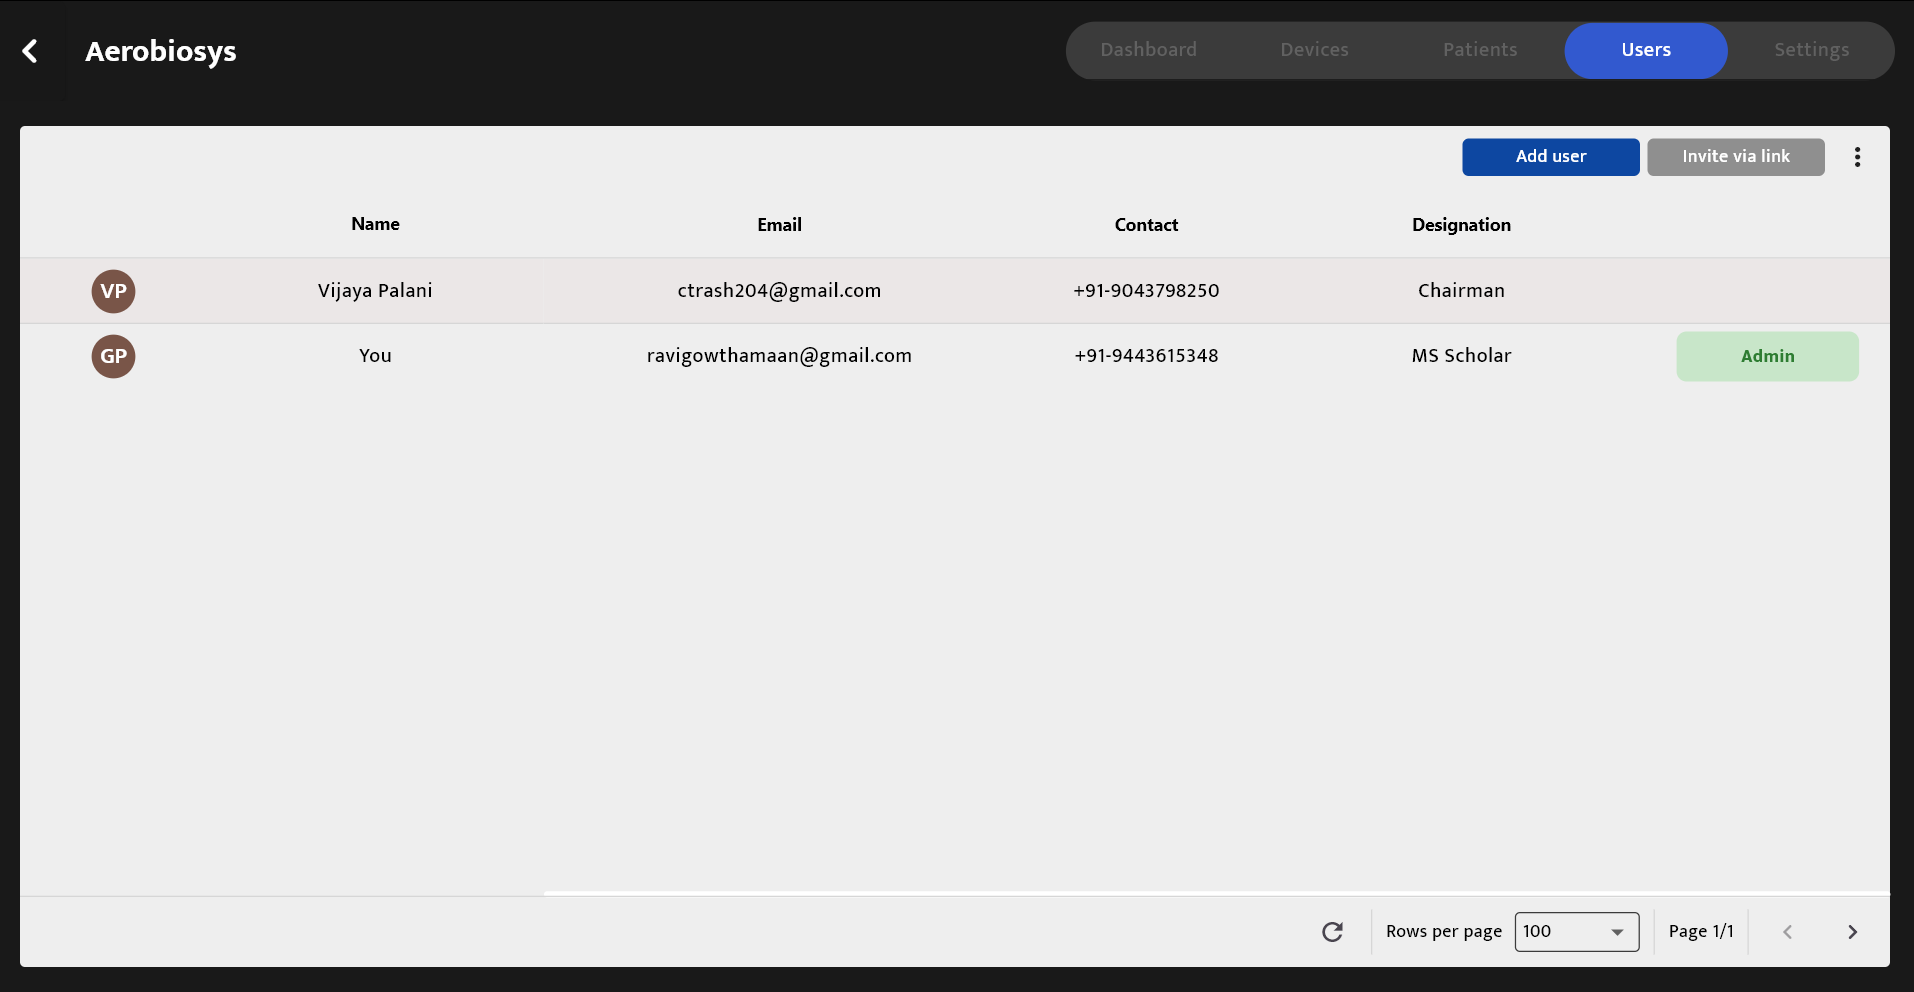 Aerobiosys
Dashboard Devices Patients Users Settings
Add user Invite via link
Name Email Contact Designation
VP Vijaya Palani ctrash204@gmail.com +91-9043798250 Chairman
GP You ravigowthamaan@gmail.com +91-9443615348 MS Scholar Admin
Rows per page 100 Page 1/1